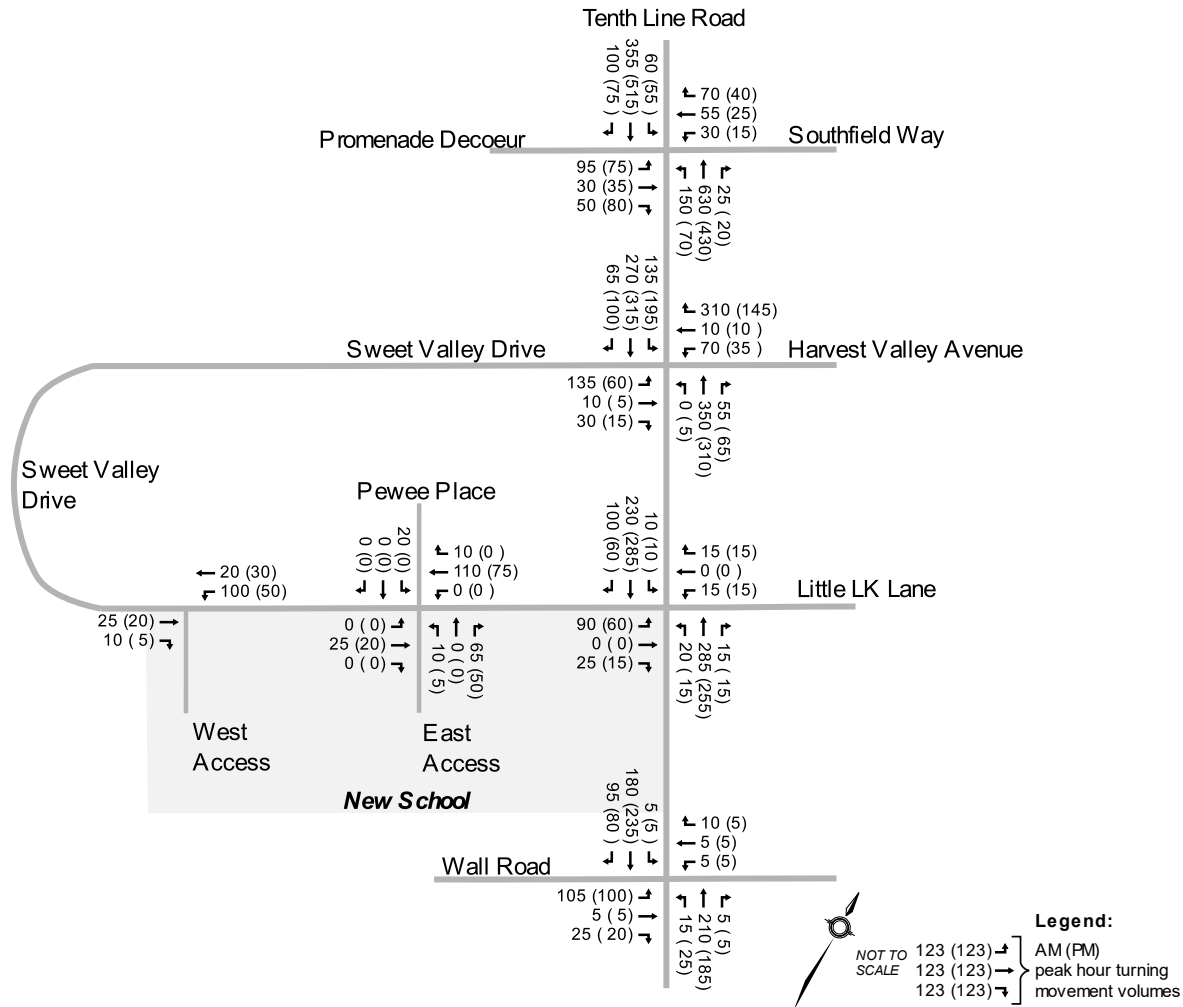 Tenth Line Road
60 (55 )
355 (515)
100 (75 )
70 (40)
55 (25)
30 (15)
Promenade Decoeur
Southfield Way
95 (75)
30 (35)
50 (80)
150 ( 70)
630 (430)
25 ( 20)
135 (195)
270 (315)
65 (100)
310 (145)
10 (10 )
70 (35 )
Sweet Valley Drive
Harvest Valley Avenue
135 (60)
10 ( 5)
30 (15)
0 ( 5)
350 (310)
55 ( 65)
Sweet Valley
Drive
Pewee Place
20 (0)
0 (0)
0 (0)
10 (0 )
110 (75)
0 (0 )
10 (10 )
230 (285)
100 (60 )
15 (15)
0 (0 )
15 (15)
20 (30)
100 (50)
Little LK Lane
25 (20)
10 ( 5)
0 ( 0)
25 (20)
0 ( 0)
10 ( 5)
0 ( 0)
65 (50)
90 (60)
0 ( 0)
25 (15)
20 ( 15)
285 (255)
15 ( 15)
West
Access
East
Access
New School
5 (5 )
180 (235)
95 (80 )
10 (5)
5 (5)
5 (5)
Wall Road
105 (100)
5 ( 5)
25 ( 20)
15 ( 25)
210 (185)
5 ( 5)
Legend:
NOT TO
SCALE
123 (123) AM (PM)
123 (123) peak hour turning
123 (123) movement volumes